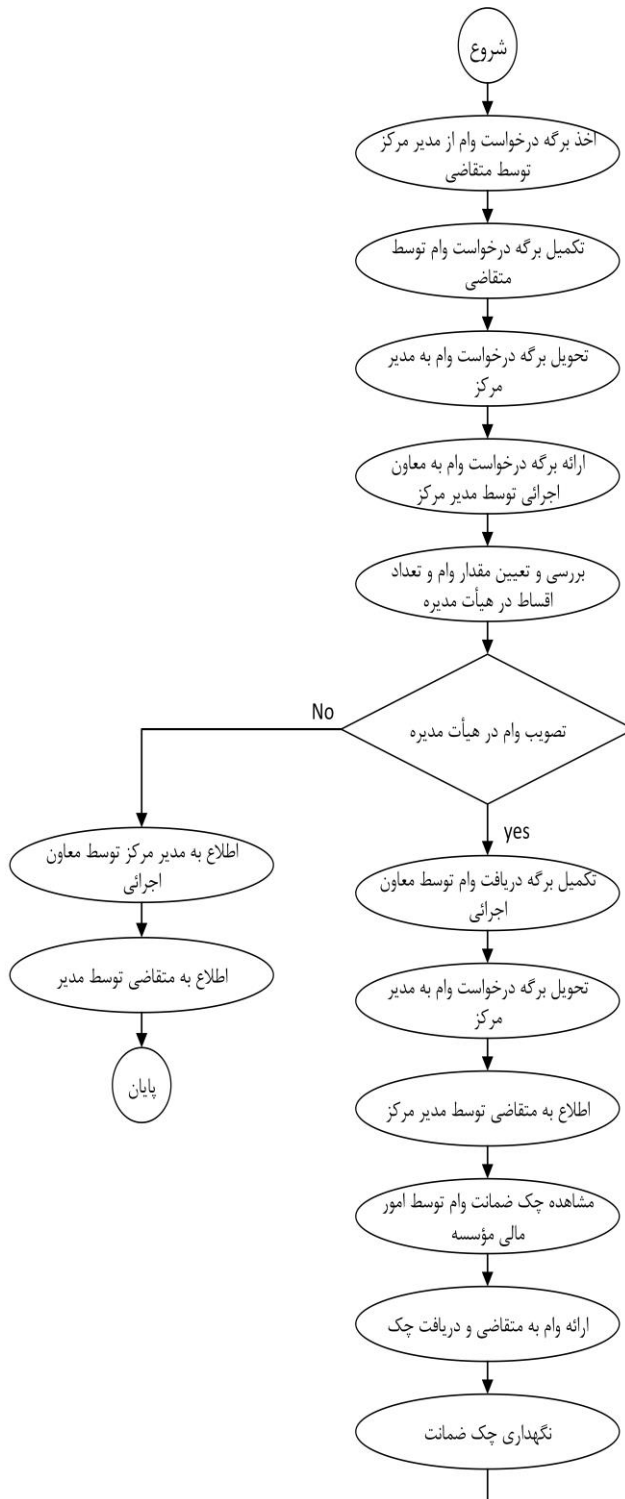 شروع
اخذ برگه درخواست وام از مدیر مرکز
توسط متقاضی
تکمیل برگه درخواست وام توسط
متقاضی
تحویل برگه درخواست وام به مدیر
مرکز
ارائه برگه درخواست وام به معاون
اجرائی توسط مدیر مرکز
بررسی و تعیین مقدار وام و تعداد
اقساط در هیأت مدیره
تصویب وام در هیأت مدیره
No
اطلاع به مدیر مرکز توسط معاون
اجرائی
اطلاع به متقاضی توسط مدیر
پایان
yes
تکمیل برگه دریافت وام توسط معاون
اجرائی
تحویل برگه درخواست وام به مدیر
مرکز
اطلاع به متقاضی توسط مدیر مرکز
مشاهده چک ضمانت وام توسط امور
مالی مؤسسه
ارائه وام به متقاضی و دریافت چک
نگهداری چک ضمانت